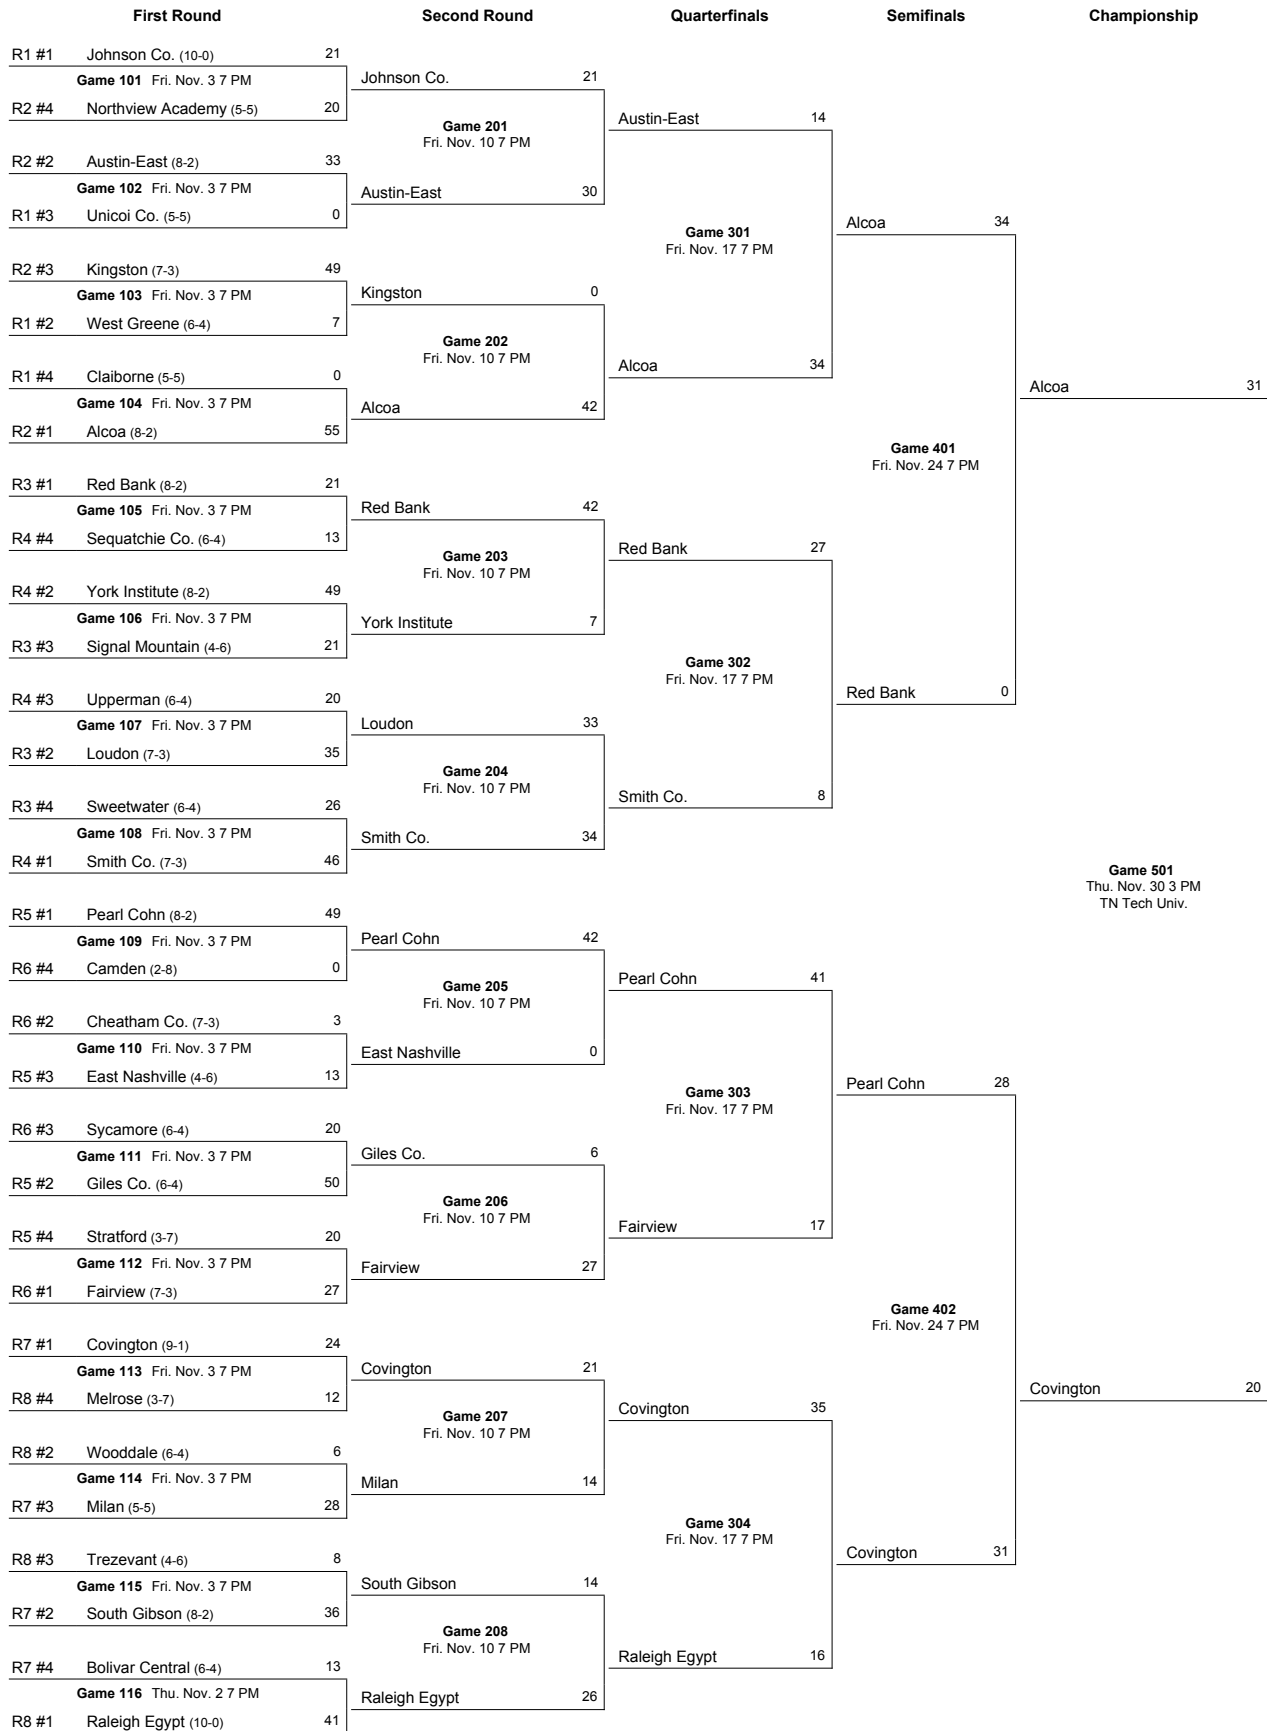 First Round
Second Round
Quarterfinals
Semifinals
Championship
R1 #1 Johnson Co. (10-0) 21
Game 101 Fri. Nov. 3 7 PM
R2 #4 Northview Academy (5-5) 20
R2 #2 Austin-East (8-2) 33
Game 102 Fri. Nov. 3 7 PM
R1 #3 Unicoi Co. (5-5) 0
R2 #3 Kingston (7-3) 49
Game 103 Fri. Nov. 3 7 PM
R1 #2 West Greene (6-4) 7
R1 #4 Claiborne (5-5) 0
Game 104 Fri. Nov. 3 7 PM
R2 #1 Alcoa (8-2) 55
R3 #1 Red Bank (8-2) 21
Game 105 Fri. Nov. 3 7 PM
R4 #4 Sequatchie Co. (6-4) 13
R4 #2 York Institute (8-2) 49
Game 106 Fri. Nov. 3 7 PM
R3 #3 Signal Mountain (4-6) 21
R4 #3 Upperman (6-4) 20
Game 107 Fri. Nov. 3 7 PM
R3 #2 Loudon (7-3) 35
R3 #4 Sweetwater (6-4) 26
Game 108 Fri. Nov. 3 7 PM
R4 #1 Smith Co. (7-3) 46
R5 #1 Pearl Cohn (8-2) 49
Game 109 Fri. Nov. 3 7 PM
R6 #4 Camden (2-8) 0
R6 #2 Cheatham Co. (7-3) 3
Game 110 Fri. Nov. 3 7 PM
R5 #3 East Nashville (4-6) 13
R6 #3 Sycamore (6-4) 20
Game 111 Fri. Nov. 3 7 PM
R5 #2 Giles Co. (6-4) 50
R5 #4 Stratford (3-7) 20
Game 112 Fri. Nov. 3 7 PM
R6 #1 Fairview (7-3) 27
R7 #1 Covington (9-1) 24
Game 113 Fri. Nov. 3 7 PM
R8 #4 Melrose (3-7) 12
R8 #2 Wooddale (6-4) 6
Game 114 Fri. Nov. 3 7 PM
R7 #3 Milan (5-5) 28
R8 #3 Trezevant (4-6) 8
Game 115 Fri. Nov. 3 7 PM
R7 #2 South Gibson (8-2) 36
R7 #4 Bolivar Central (6-4) 13
Game 116 Thu. Nov. 2 7 PM
R8 #1 Raleigh Egypt (10-0) 41
Johnson Co. 21
Game 201
Fri. Nov. 10 7 PM
Austin-East 30
Kingston 0
Game 202
Fri. Nov. 10 7 PM
Alcoa 42
Red Bank 42
Game 203
Fri. Nov. 10 7 PM
York Institute 7
Loudon 33
Game 204
Fri. Nov. 10 7 PM
Smith Co. 34
Pearl Cohn 42
Game 205
Fri. Nov. 10 7 PM
East Nashville 0
Giles Co. 6
Game 206
Fri. Nov. 10 7 PM
Fairview 27
Covington 21
Game 207
Fri. Nov. 10 7 PM
Milan 14
South Gibson 14
Game 208
Fri. Nov. 10 7 PM
Raleigh Egypt 26
Austin-East 14
Game 301
Fri. Nov. 17 7 PM
Alcoa 34
Red Bank 27
Game 302
Fri. Nov. 17 7 PM
Smith Co. 8
Pearl Cohn 41
Game 303
Fri. Nov. 17 7 PM
Fairview 17
Covington 35
Game 304
Fri. Nov. 17 7 PM
Raleigh Egypt 16
Alcoa 34
Game 401
Fri. Nov. 24 7 PM
Red Bank 0
Pearl Cohn 28
Game 402
Fri. Nov. 24 7 PM
Covington 31
Alcoa 31
Game 501
Thu. Nov. 30 3 PM
TN Tech Univ.
Covington 20